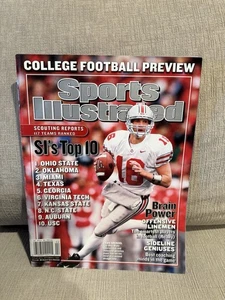 COLLEGE FOOTBALL PREVIEW
Sports
Illustrated
SCOUTING REPORTS
117 TEAMS RANKED
SI's Top 10
1. OHIO STATE
2. OKLAHOMA
3. MIAMI
4. TEXAS
5. GEORGIA
6. VIRGINIA TECH
7. KANSAS STATE
8. N.C. STATE
9. AUBURN
10. USC
16
Brain
Power
OFFENSIVE
LINEMEN
SIDELINE
GENIUSES
Best coaching
minds in the game